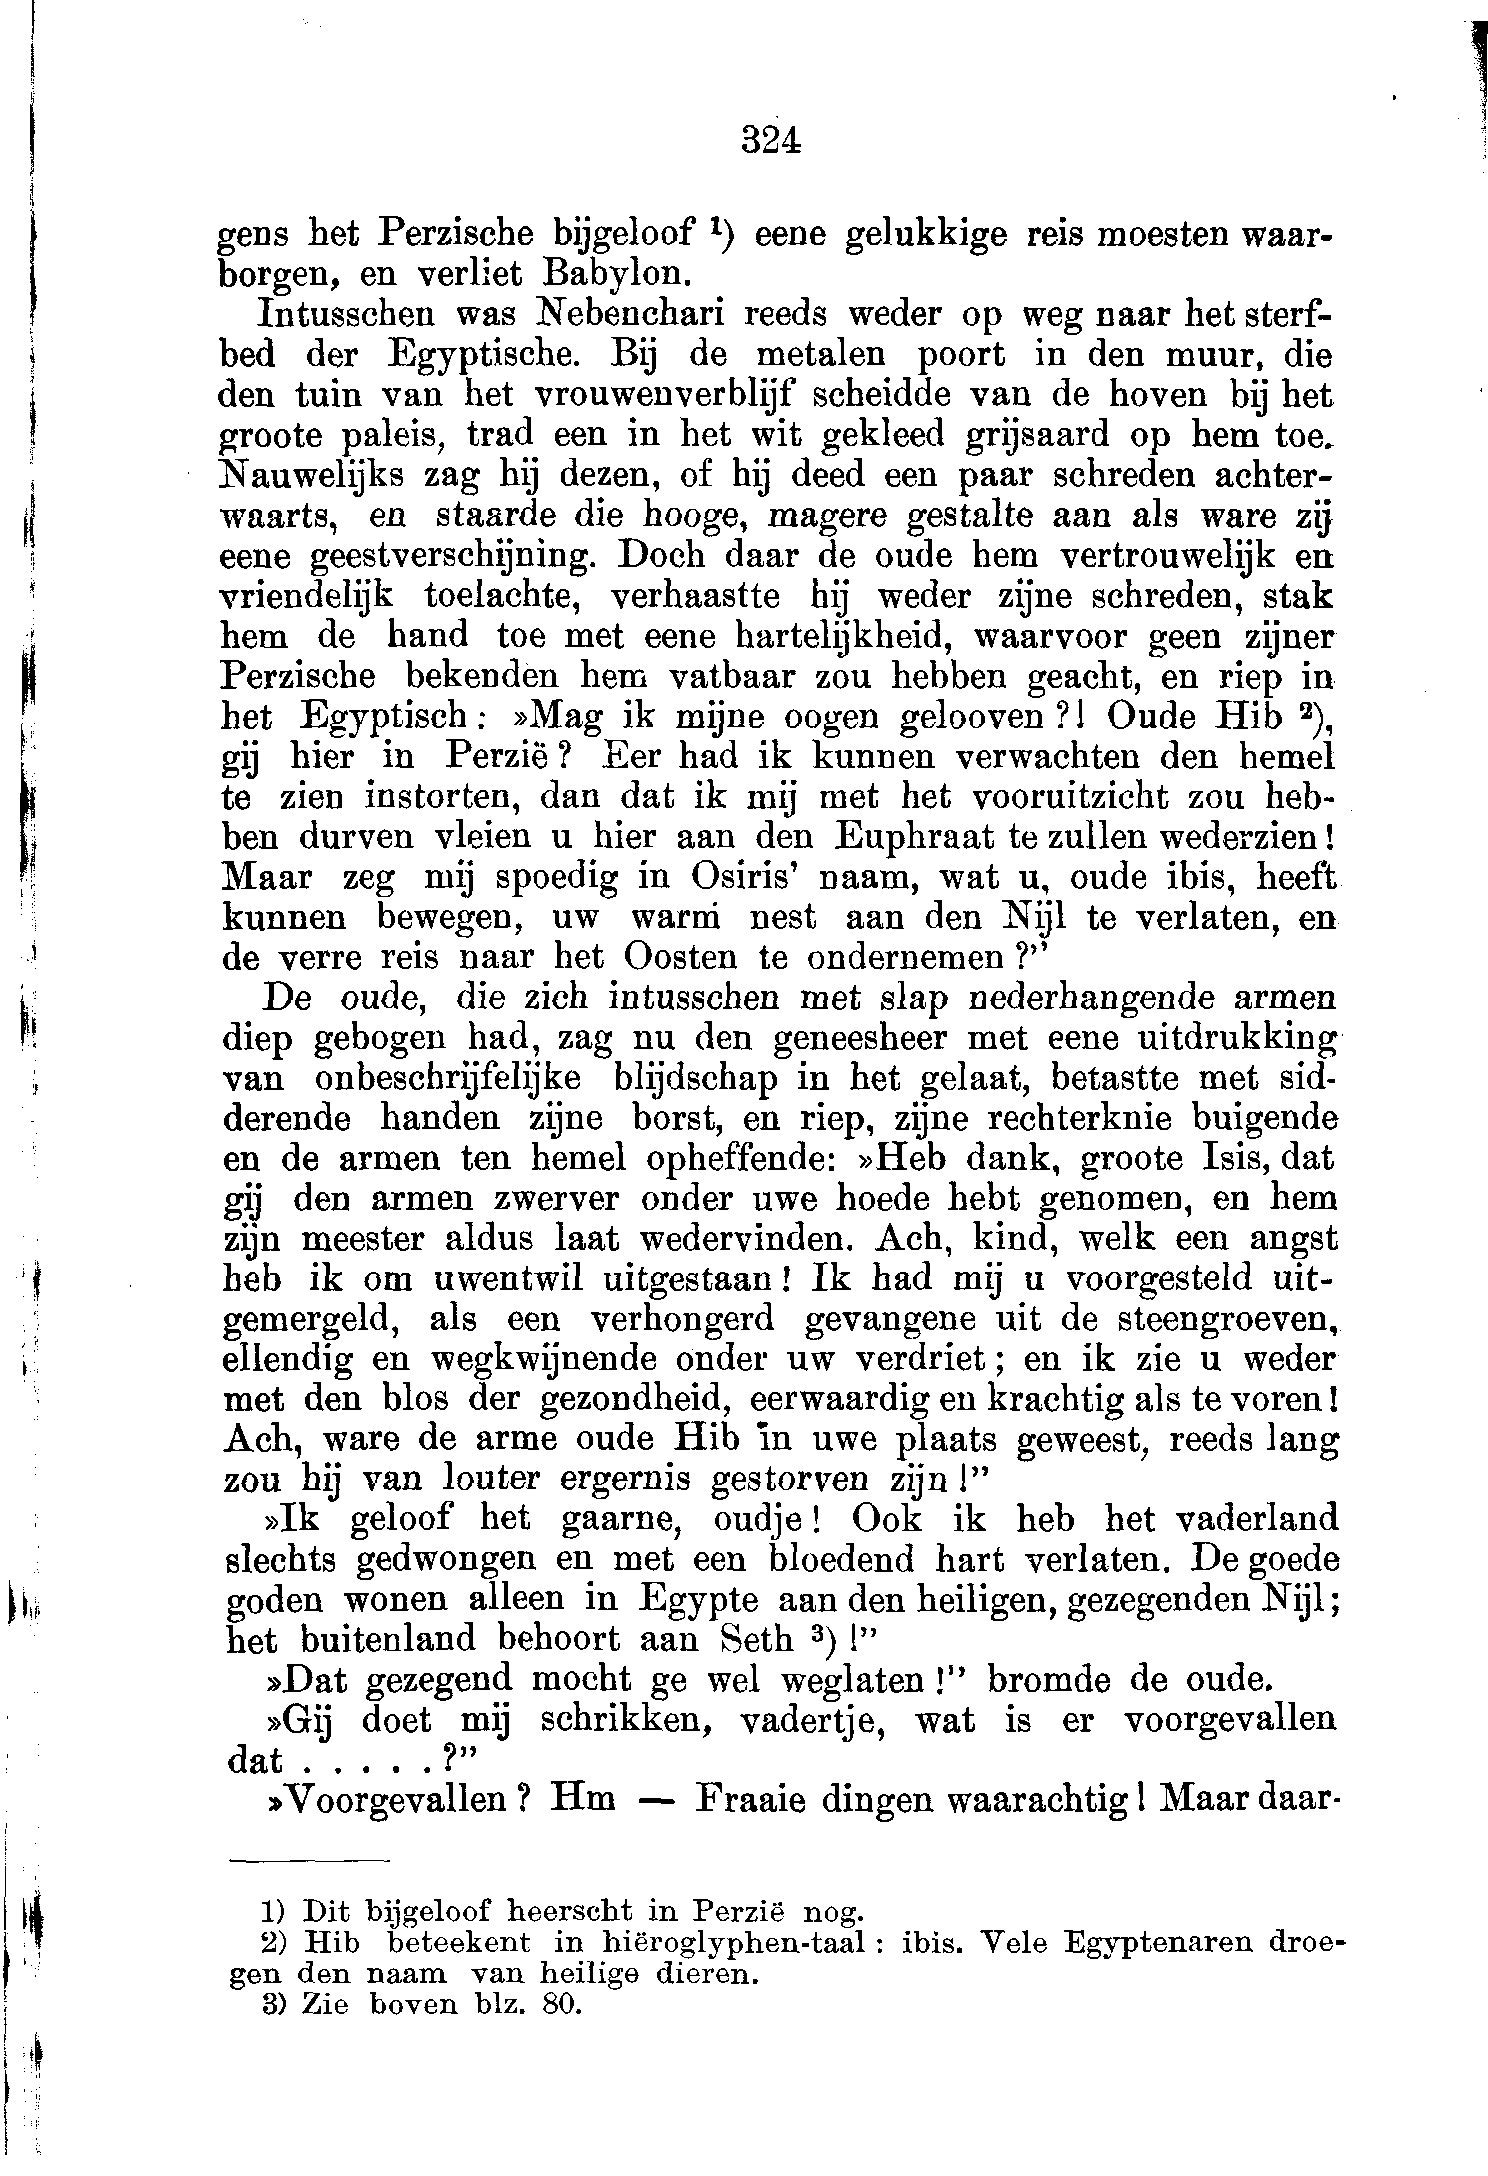 324
gens het Perzische bijgeloof ¹) eene gelukkige reis moesten waar-
borgen, en verliet Babylon.
Intusschen was Nebenchari reeds weder op weg naar het sterf-
bed der Egyptische. Bij de metalen poort in den muur, die
den tuin van het vrouwenverblijf scheidde van de hoven bij het
groote paleis, trad een in het wit gekleed grijsaard op hem toe.
Nauwelijks zag hij dezen, of hij deed een paar schreden achter-
waarts, en staarde die hooge, magere gestalte aan als ware zij
eene geestverschijning. Doch daar de oude hem vertrouwelijk en
vriendelijk toelachte, verhaastte hij weder zijne schreden, stak
hem de hand toe met eene hartelijkheid, waarvoor geen zijner
Perzische bekenden hem vatbaar zou hebben geacht, en riep in
het Egyptisch: »Mag ik mijne oogen gelooven?! Oude Hib ²),
gij hier in Perzië? Eer had ik kunnen verwachten den hemel
te zien instorten, dan dat ik mij met het vooruitzicht zou heb-
ben durven vleien u hier aan den Euphraat te zullen wederzien!
Maar zeg mij spoedig in Osiris' naam, wat u, oude ibis, heeft
kunnen bewegen, uw warm nest aan den Nijl te verlaten, en
de verre reis naar het Oosten te ondernemen?"
De oude, die zich intusschen met slap nederhangende armen
diep gebogen had, zag nu den geneesheer met eene uitdrukking
van onbeschrijfelijke blijdschap in het gelaat, betastte met sid-
derende handen zijne borst, en riep, zijne rechterknie buigende
en de armen ten hemel opheffende: »Heb dank, groote Isis, dat
gij den armen zwerver onder uwe hoede hebt genomen, en hem
zijn meester aldus laat wedervinden. Ach, kind, welk een angst
heb ik om uwentwil uitgestaan! Ik had mij u voorgesteld uit-
gemergeld, als een verhongerd gevangene uit de steengroeven,
ellendig en wegkwijnende onder uw verdriet; en ik zie u weder
met den blos der gezondheid, eerwaardig en krachtig als te voren!
Ach, ware de arme oude Hib in uwe plaats geweest, reeds lang
zou hij van louter ergernis gestorven zijn!"
»Ik geloof het gaarne, oudje! Ook ik heb het vaderland
slechts gedwongen en met een bloedend hart verlaten. De goede
goden wonen alleen in Egypte aan den heiligen, gezegenden Nijl;
het buitenland behoort aan Seth ³)!"
»Dat gezegend mocht ge wel weglaten!" bromde de oude.
»Gij doet mij schrikken, vadertje, wat is er voorgevallen
dat . . . . . ?"
»Voorgevallen? Hm — Fraaie dingen waarachtig! Maar daar-
1) Dit bijgeloof heerscht in Perzië nog.
2) Hib beteekent in hiëroglyphen-taal: ibis. Vele Egyptenaren droe-
gen den naam van heilige dieren.
3) Zie boven blz. 80.